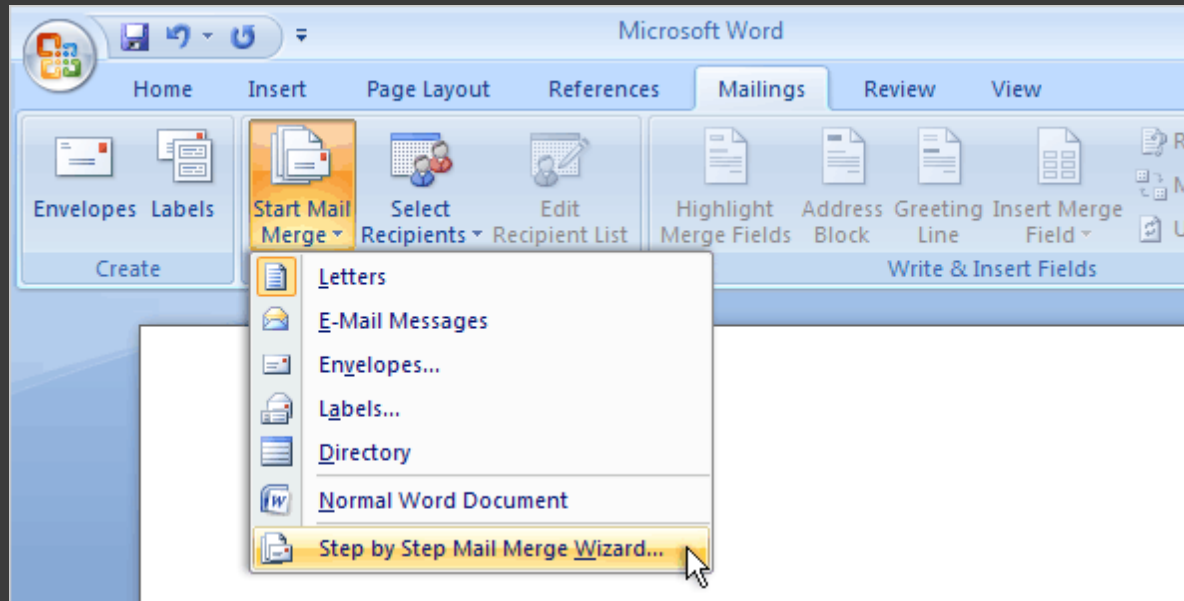 Microsoft Word
Home Insert Page Layout References Mailings Review View
Envelopes Labels Start Mail Select Edit Highlight Address Greeting Insert Merge
Merge Recipients Recipient List Merge Fields Block Line Field
Create Write & Insert Fields
Letters
E-Mail Messages
Envelopes...
Labels...
Directory
Normal Word Document
Step by Step Mail Merge Wizard...